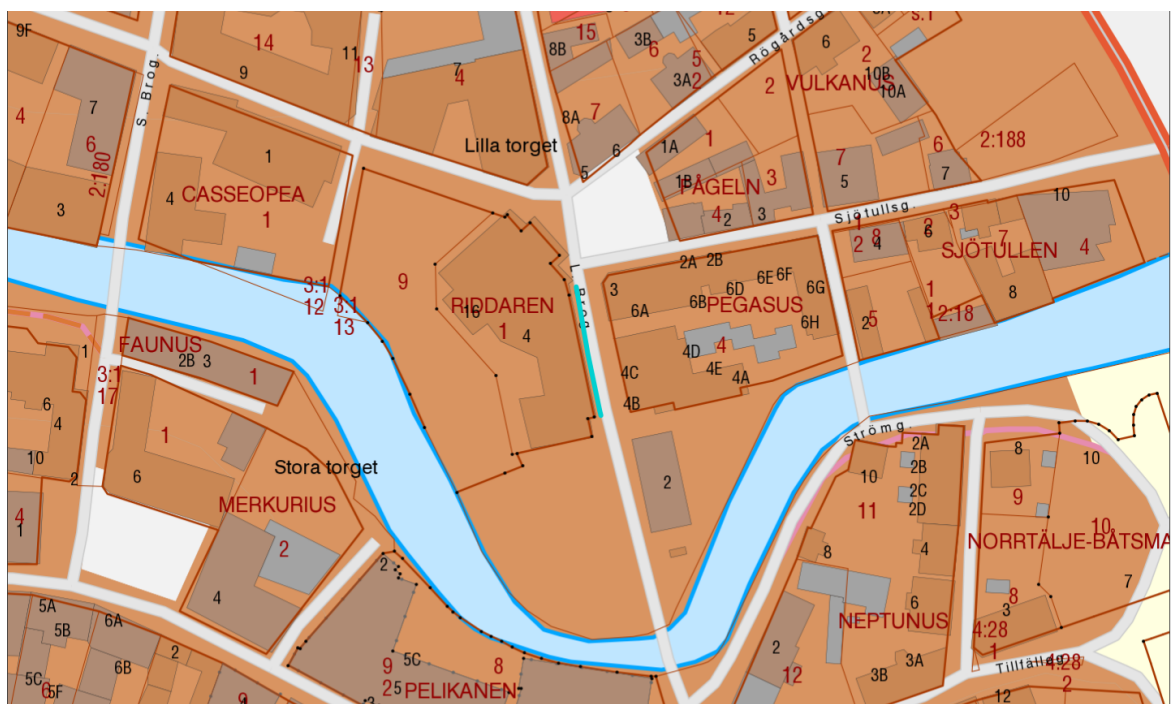 9F
14
11
13
9
7
4
8B
15
3B
6
12
5
Rögårdsg.
6
2
9A
s:1
S. Brog.
7
6
4
2:180
3
1
4
CASSEOPEA
1
Lilla torget
8A
7
5
6
3A
5
2
2
VULKANUS
10B
10A
1A
1
1B
PÅGELN
4
2
3
3
7
5
6
7
2:188
Sjötullsg.
10
1
2
8
4
2
6
3
7
SJÖTULLEN
4
8
1
12:18
5
2
3:1
12
3:1
13
9
RIDDAREN
16
1
4
L. Brog.
3
2A
2B
6A
6B
6D
6E
6F
6G
6H
PEGASUS
4
4D
4E
4A
4C
4B
FAUNUS
2B
3
1
1
3:1
17
6
4
10
2
4
1
1
6
Stora torget
MERKURIUS
2
4
2
Strömg.
2A
2B
2C
2D
10
11
8
4
6
NEPTUNUS
3A
3B
2
12
8
9
10
10
NORRTÄLJE-BÅTSMA
7
8
3
4:28
1
Tillfällag.
4:28
2
12
5A
5B
6A
5C
5F
6
6B
2
9
4
2
5C
9
25
8
3
PELIKANEN